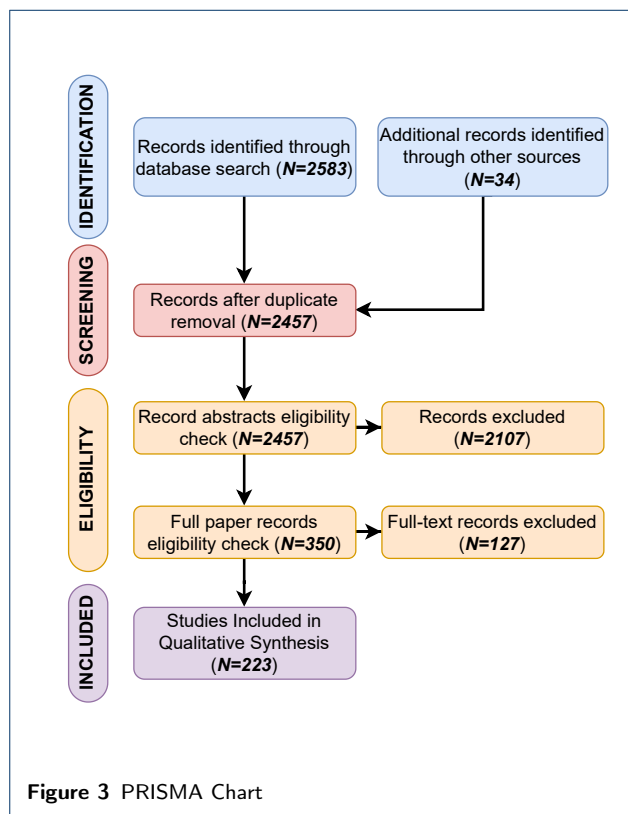 IDENTIFICATION
Records identified through
database search (N=2583)
Additional records identified
through other sources
(N=34)
SCREENING
Records after duplicate
removal (N=2457)
ELIGIBILITY
Record abstracts eligibility
check (N=2457)
Records excluded
(N=2107)
Full paper records
eligibility check (N=350)
Full-text records excluded
(N=127)
INCLUDED
Studies Included in
Qualitative Synthesis
(N=223)
Figure 3 PRISMA Chart